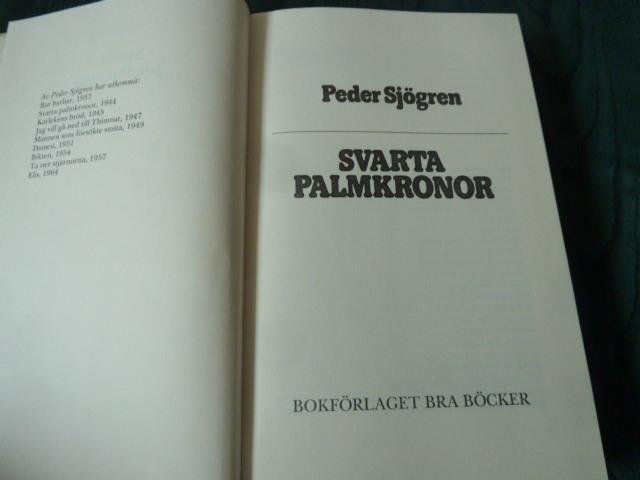 Av Peder Sjögren har utkommit:
Bar barbar, 1937
Svarta palmkronor, 1944
Kärlekens bröd, 1945
Jag vill gå ned till Thimnat, 1947
Mannen som försökte smita, 1949
Damen, 1951
Bikten, 1954
Ta ner stjärnorna, 1957
Elis, 1964
Peder Sjögren
SVARTA
PALMKRONOR
BOKFÖRLAGET BRA BÖCKER